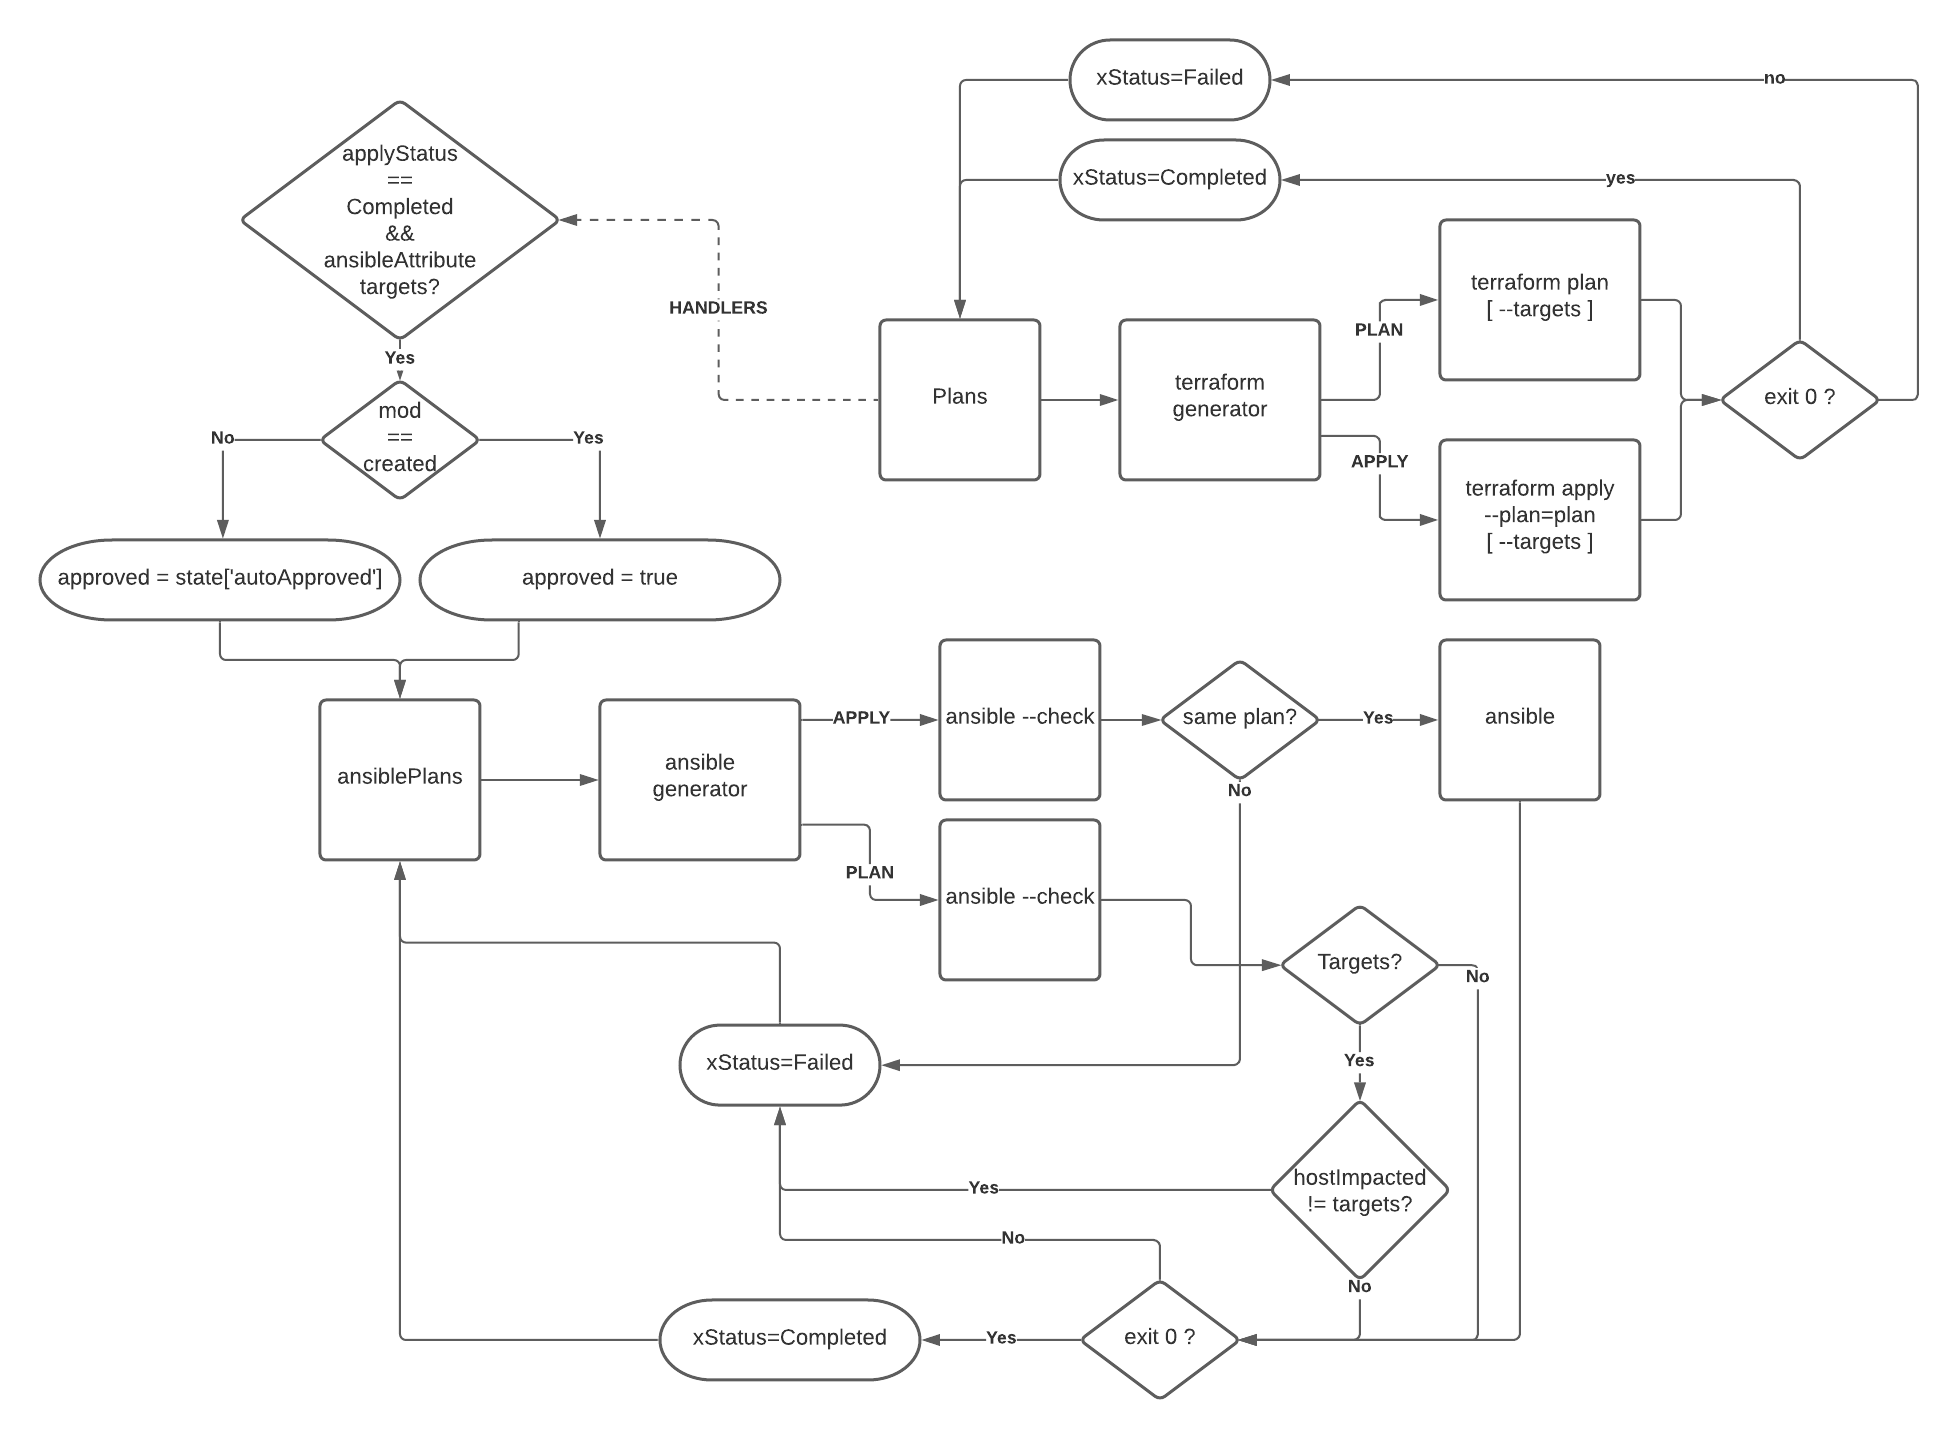 xStatus=Failed
no
xStatus=Completed
yes
applyStatus
==
Completed
&&
ansibleAttribute
targets?
HANDLERS
Yes
Plans
terraform
generator
PLAN
terraform plan
[ --targets ]
APPLY
terraform apply
--plan=plan
[ --targets ]
exit 0 ?
mod
==
created
No
Yes
approved = state['autoApproved']
approved = true
ansiblePlans
ansible
generator
APPLY
ansible --check
same plan?
Yes
ansible
No
PLAN
ansible --check
Targets?
No
Yes
xStatus=Failed
hostImpacted
!= targets?
Yes
No
No
exit 0 ?
Yes
xStatus=Completed